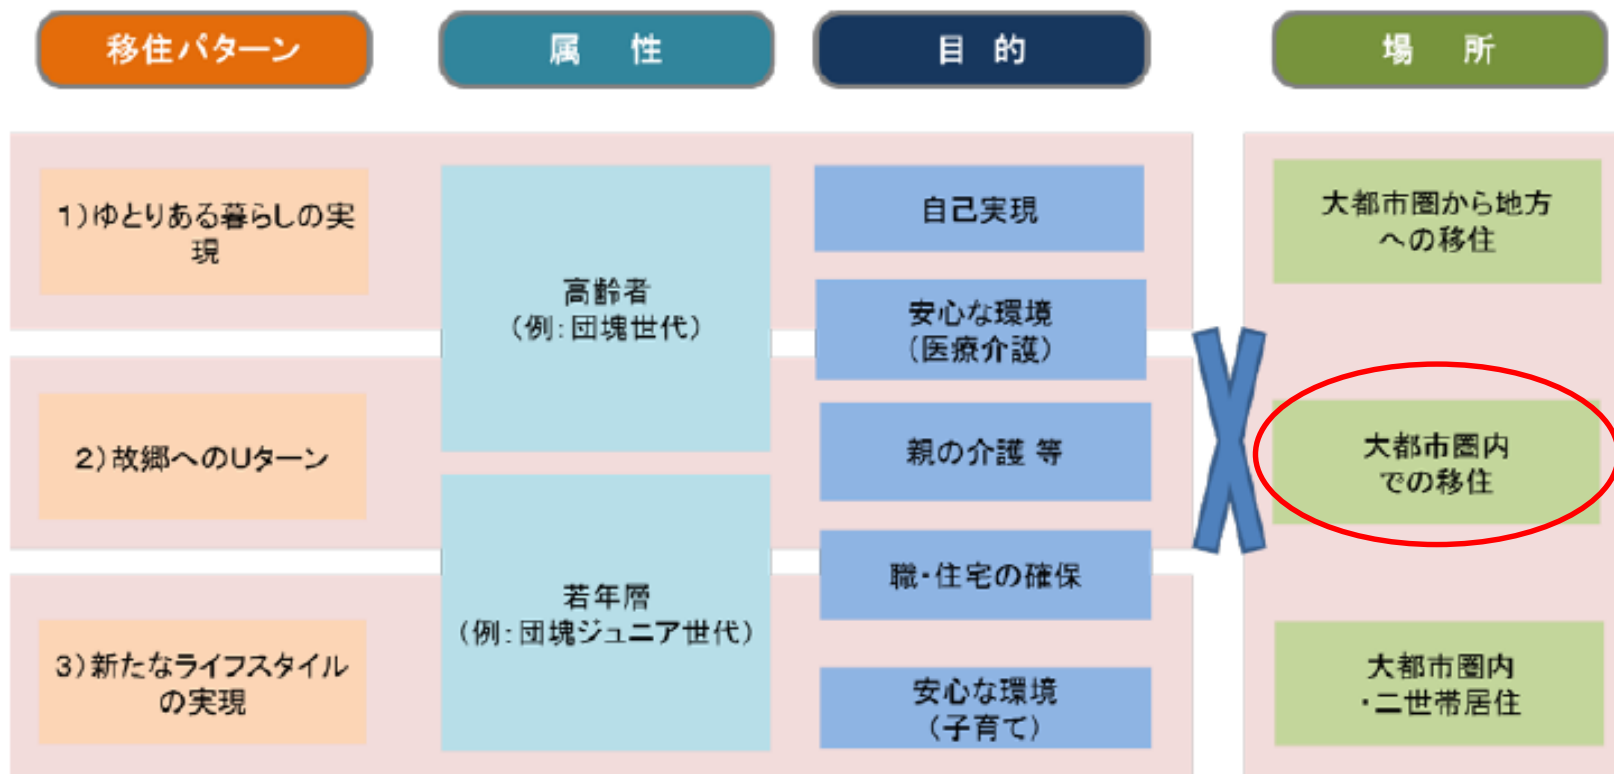 移住パターン
属 性
目 的
場 所
1)ゆとりある暮らしの実
現
2)故郷へのUターン
3)新たなライフスタイル
の実現
高齢者
(例:団塊世代)
若年層
(例:団塊ジュニア世代)
自己実現
安心な環境
(医療介護)
親の介護 等
職・住宅の確保
安心な環境
(子育て)
大都市圏から地方
への移住
大都市圏内
での移住
大都市圏内
・二世帯居住